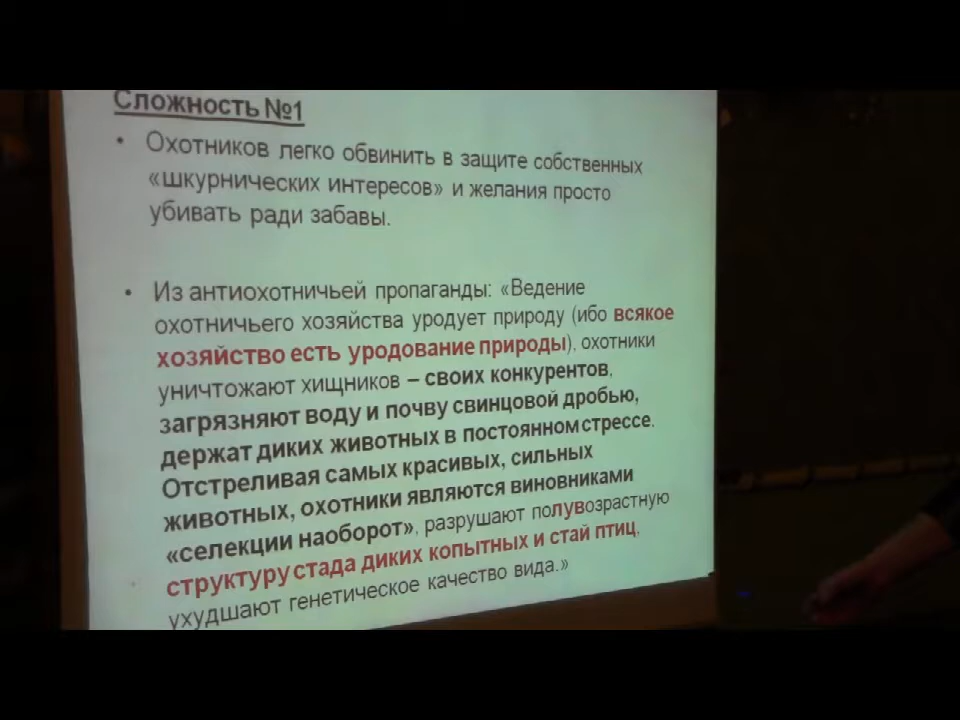 Сложность №1
• Охотников легко обвинить в защите собственных
«шкурнических интересов» и желания просто
убивать ради забавы.
• Из антиохотничьей пропаганды: «Ведение
охотничьего хозяйства уродует природу (ибо всякое
хозяйство есть уродование природы), охотники
уничтожают хищников – своих конкурентов,
загрязняют воду и почву свинцовой дробью,
держат диких животных в постоянном стрессе.
Отстреливая самых красивых, сильных
животных, охотники являются виновниками
«селекции наоборот», разрушают полувозрастную
структуру стада диких копытных и стай птиц,
ухудшают генетическое качество вида.»